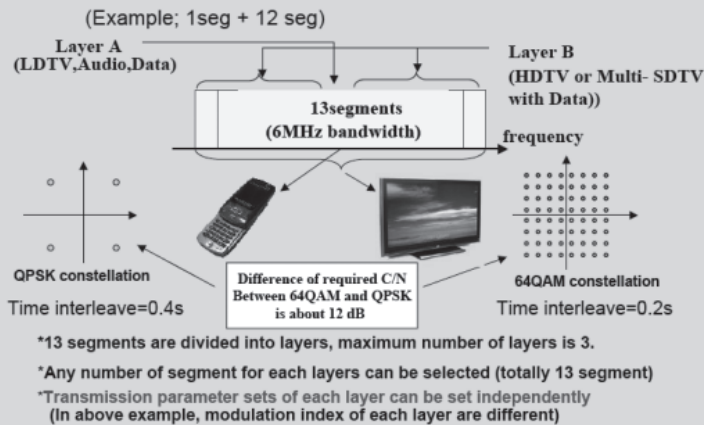 (Example; 1seg + 12 seg)
Layer A
(LDTV,Audio,Data)
Layer B
(HDTV or Multi- SDTV
with Data))
13segments
(6MHz bandwidth)
frequency
QPSK constellation
Time interleave=0.4s
Difference of required C/N
Between 64QAM and QPSK
is about 12 dB
64QAM constellation
Time interleave=0.2s
*13 segments are divided into layers, maximum number of layers is 3.
*Any number of segment for each layers can be selected (totally 13 segment)
*Transmission parameter sets of each layer can be set independently
(In above example, modulation index of each layer are different)